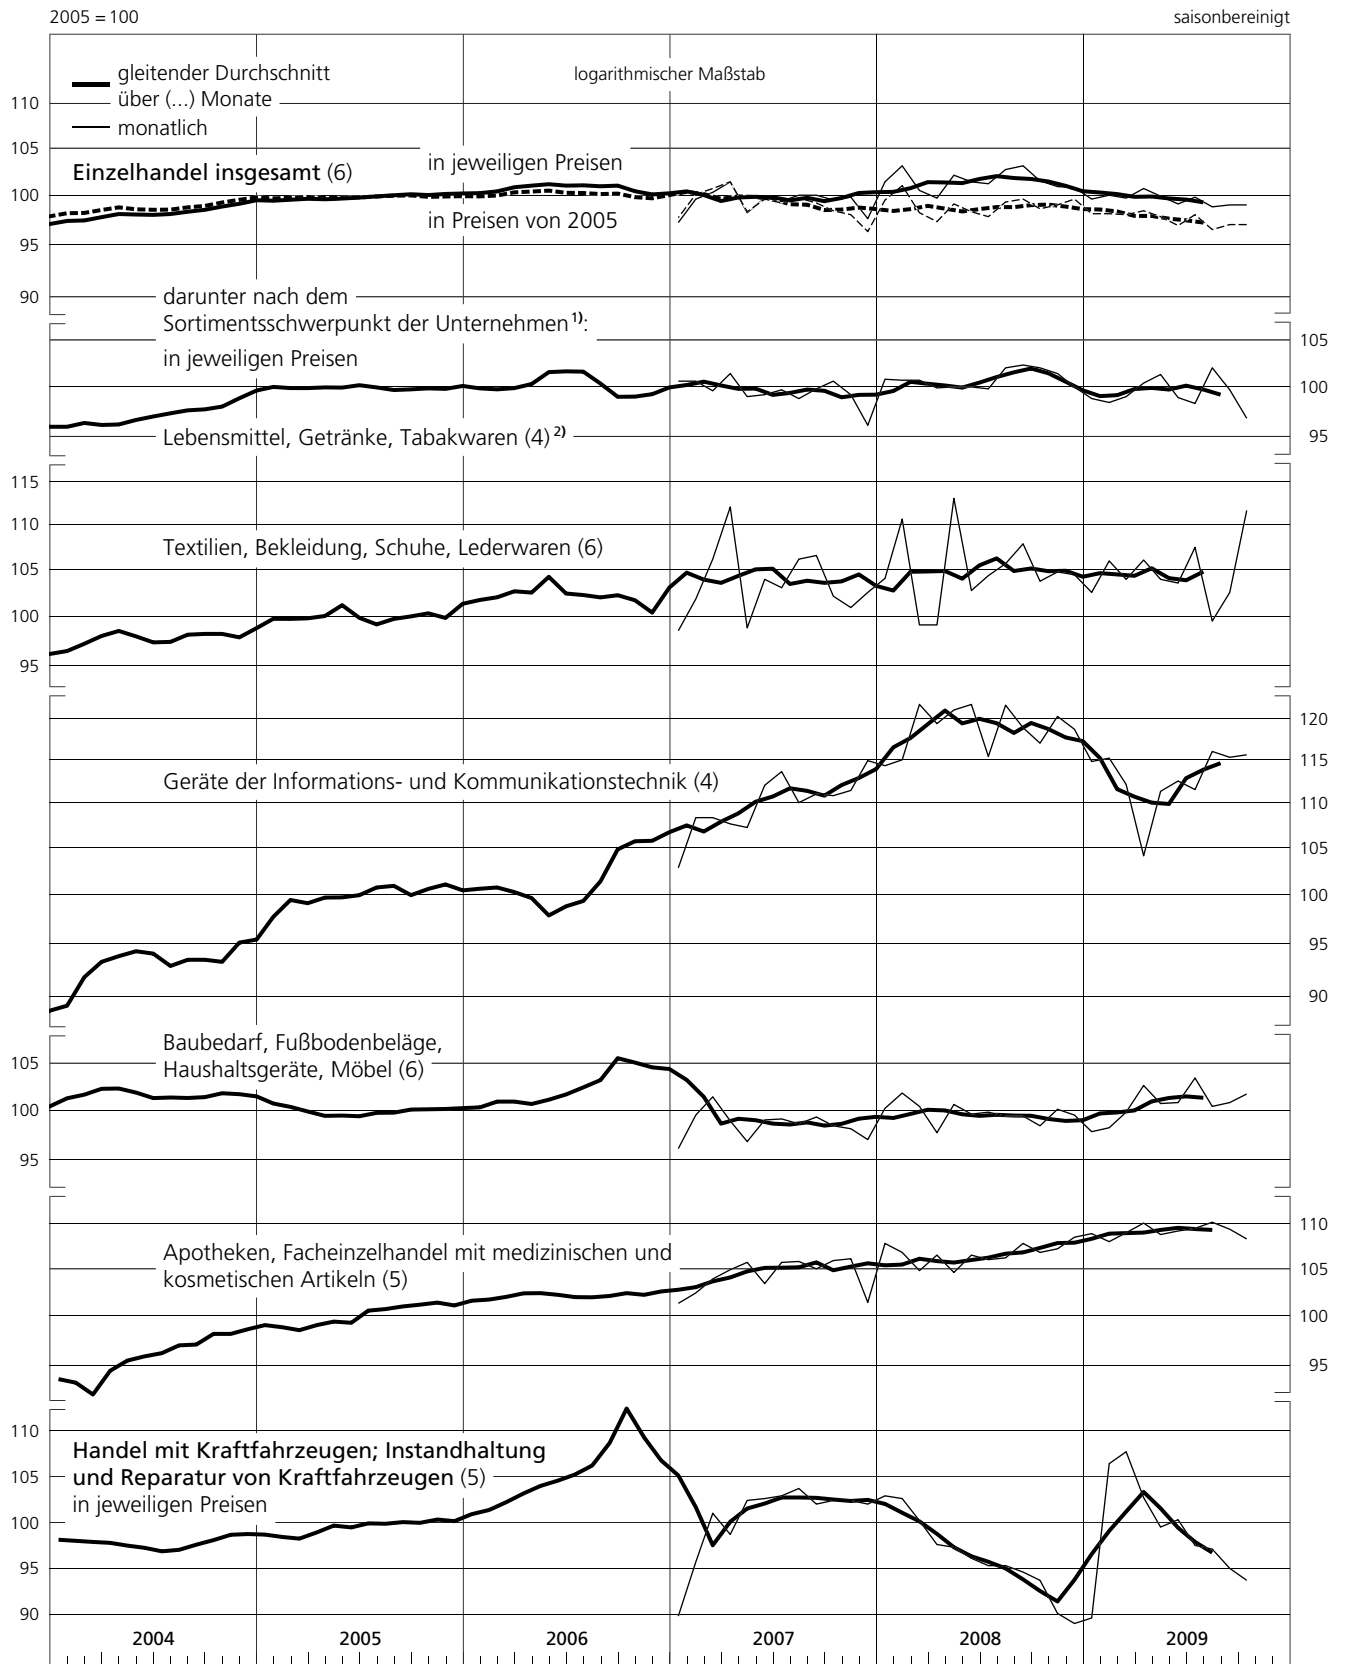 2005 = 100
saisonbereinigt
gleitender Durchschnitt
über (...) Monate
monatlich
logarithmischer Maßstab
110
105
100
95
90
Einzelhandel insgesamt (6)
in jeweiligen Preisen
in Preisen von 2005
darunter nach dem
Sortimentsschwerpunkt der Unternehmen 1):
in jeweiligen Preisen
105
100
95
Lebensmittel, Getränke, Tabakwaren (4) 2)
115
110
105
100
95
Textilien, Bekleidung, Schuhe, Lederwaren (6)
120
115
110
105
100
95
90
Geräte der Informations- und Kommunikationstechnik (4)
Baubedarf, Fußbodenbeläge,
Haushaltsgeräte, Möbel (6)
105
100
95
110
105
100
95
Apotheken, Facheinzelhandel mit medizinischen und
kosmetischen Artikeln (5)
110
105
100
95
90
Handel mit Kraftfahrzeugen; Instandhaltung
und Reparatur von Kraftfahrzeugen (5)
in jeweiligen Preisen
2004
2005
2006
2007
2008
2009